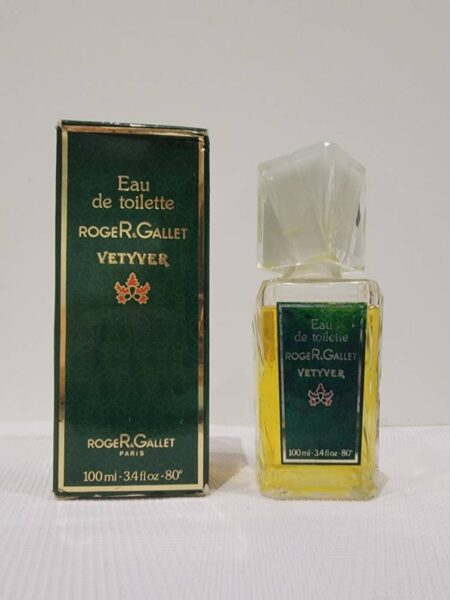 Eau
de toilette
ROGER&GALLET
VETYVER
ROGER&GALLET
PARIS
100 ml - 3.4 fl oz - 80°
Eau
de toilette
ROGER&GALLET
VETYVER
100 ml - 3.4 fl oz - 80°